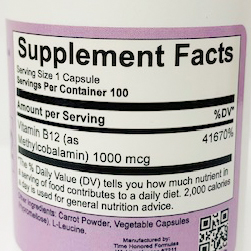 Supplement Facts
Serving Size 1 Capsule
Servings Per Container 100
Amount per Serving %DV*
Vitamin B12 (as 41670%
Methylcobalamin) 1000 mcg
*The % Daily Value (DV) tells you how much nutrient in
a serving of food contributes to a daily diet. 2,000 calories
a day is used for general nutrition advice.
Other Ingredients: Carrot Powder, Vegetable Capsules
L-Leucine.
Manufactured by:
Time Honored Formulas